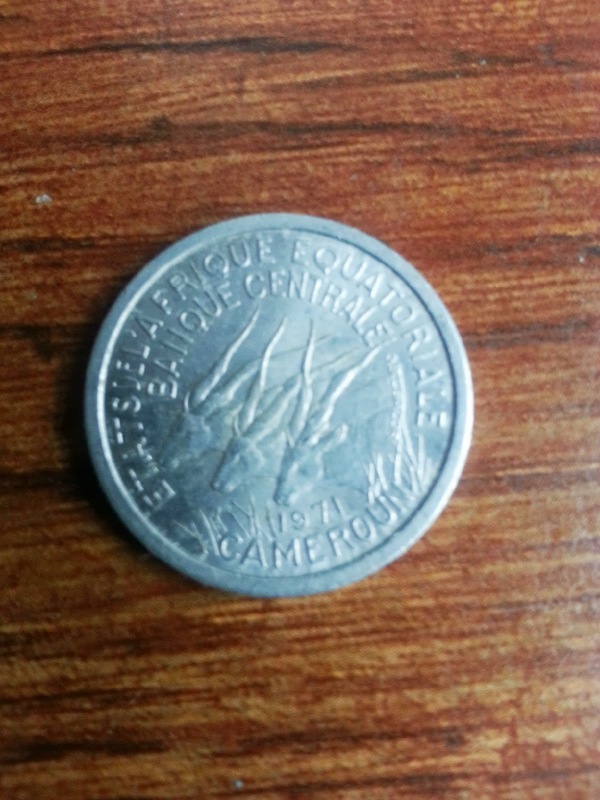 ETATS DE L'AFRIQUE EQUATORIALE
BANQUE CENTRALE
1971
CAMEROUN